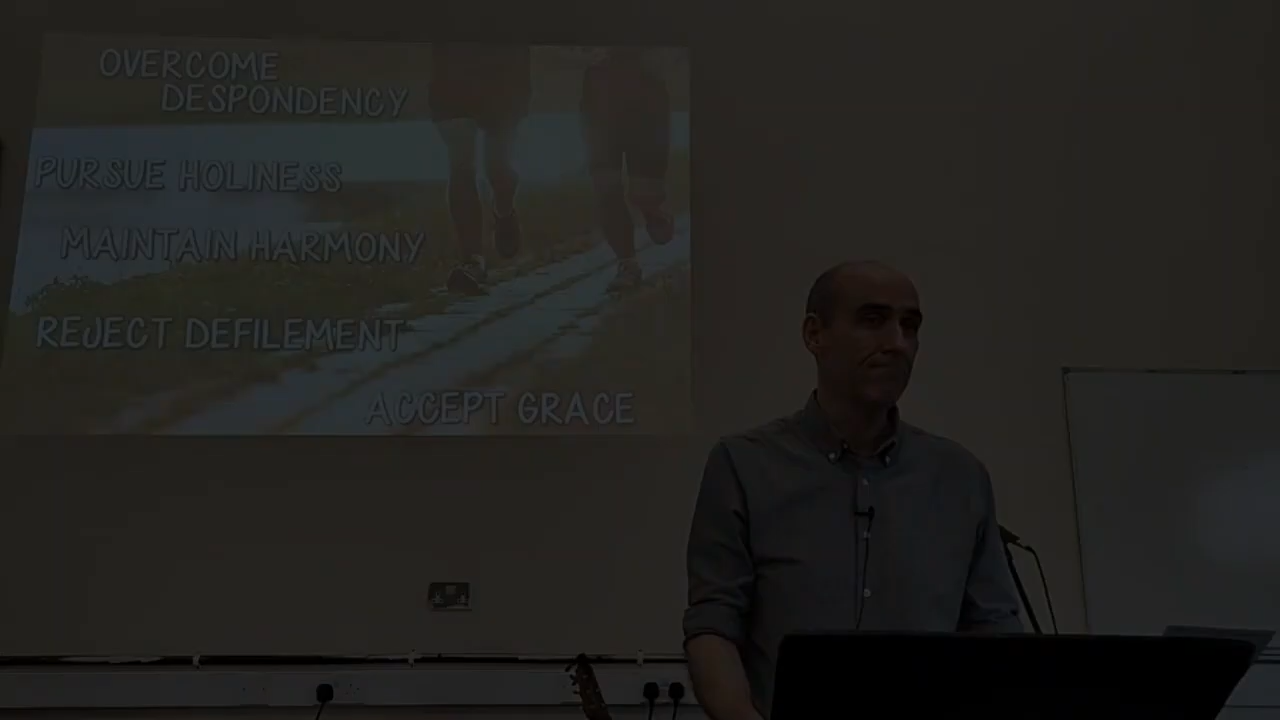 OVERCOME
DESPONDENCY
PURSUE HOLINESS
MAINTAIN HARMONY
REJECT DEFILEMENT
ACCEPT GRACE